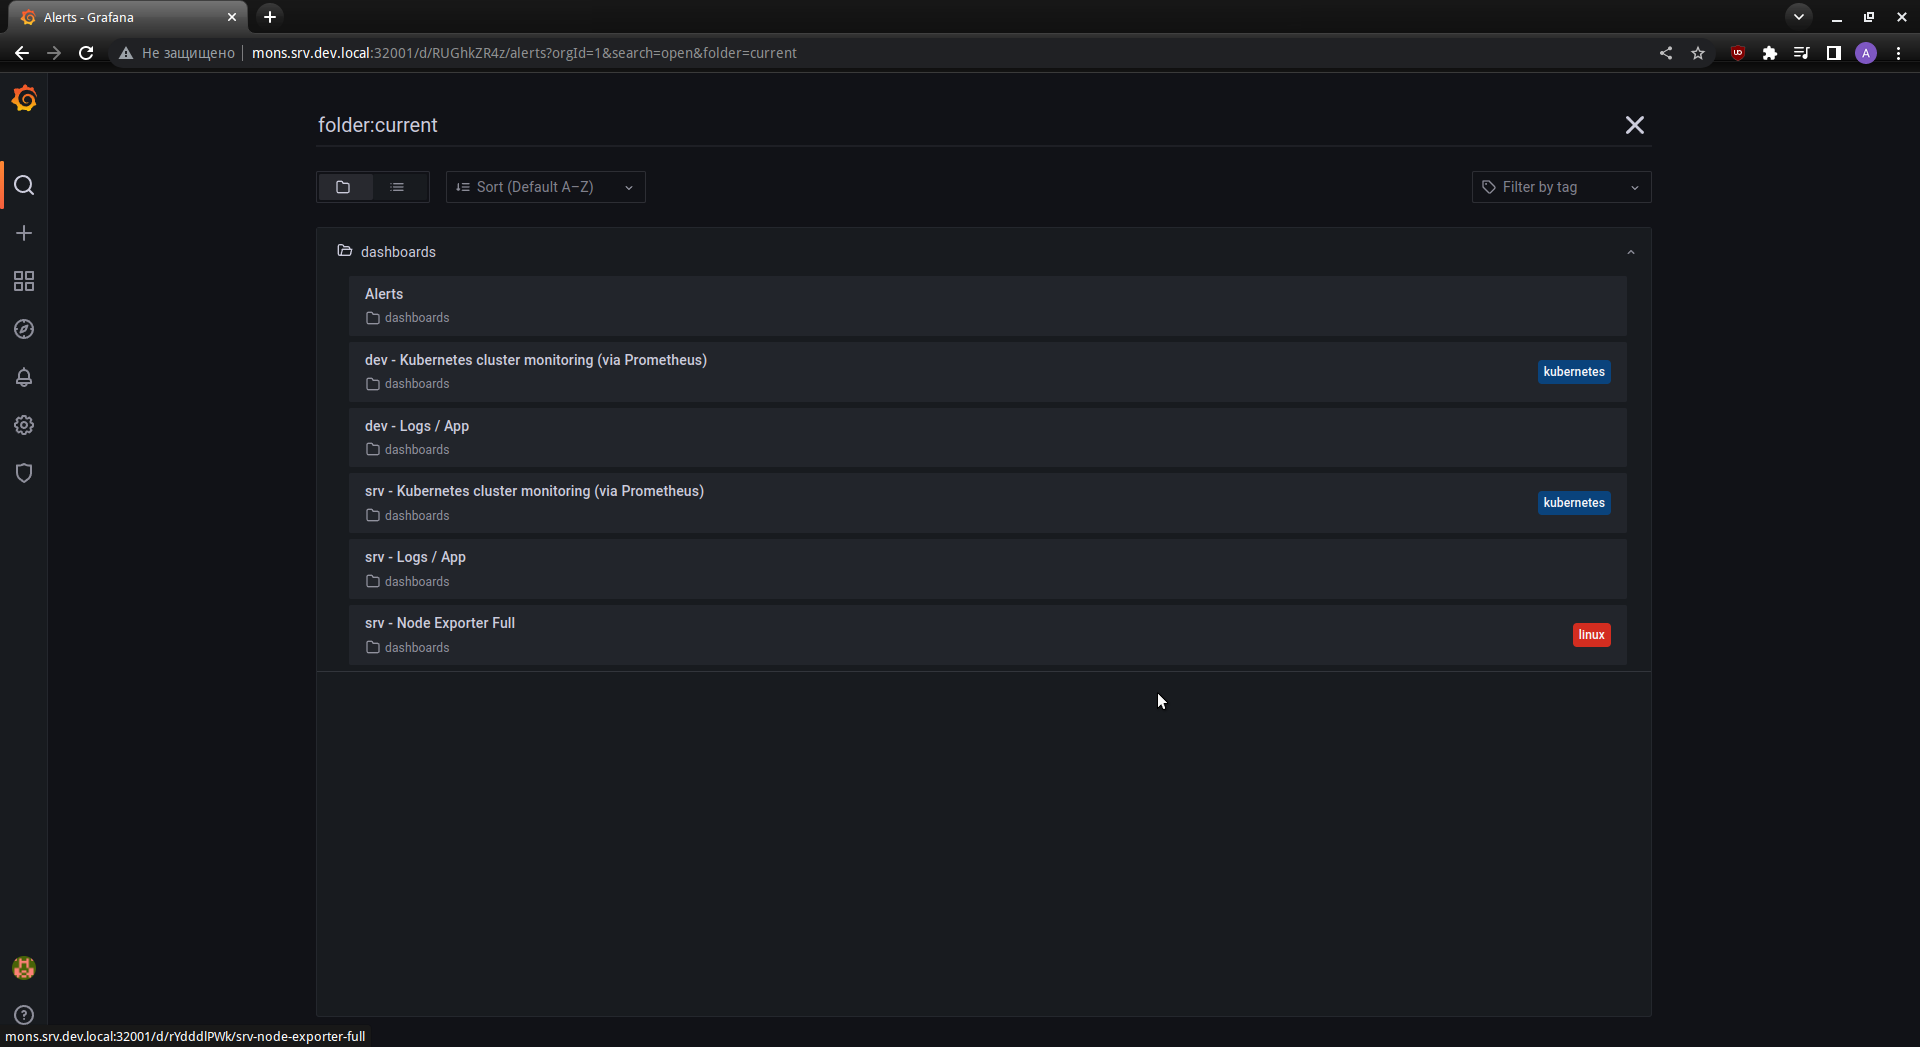 Alerts - Grafana
Не защищено
mons.srv.dev.local:32001/d/RUGhkZR4z/alerts?orgId=1&search=open&folder=current
A
folder:current
Sort (Default A–Z)
Filter by tag
dashboards
Alerts
dashboards
dev - Kubernetes cluster monitoring (via Prometheus)
kubernetes
dashboards
dev - Logs / App
dashboards
srv - Kubernetes cluster monitoring (via Prometheus)
kubernetes
dashboards
srv - Logs / App
dashboards
srv - Node Exporter Full
linux
dashboards
mons.srv.dev.local:32001/d/rYdddlPWk/srv-node-exporter-full